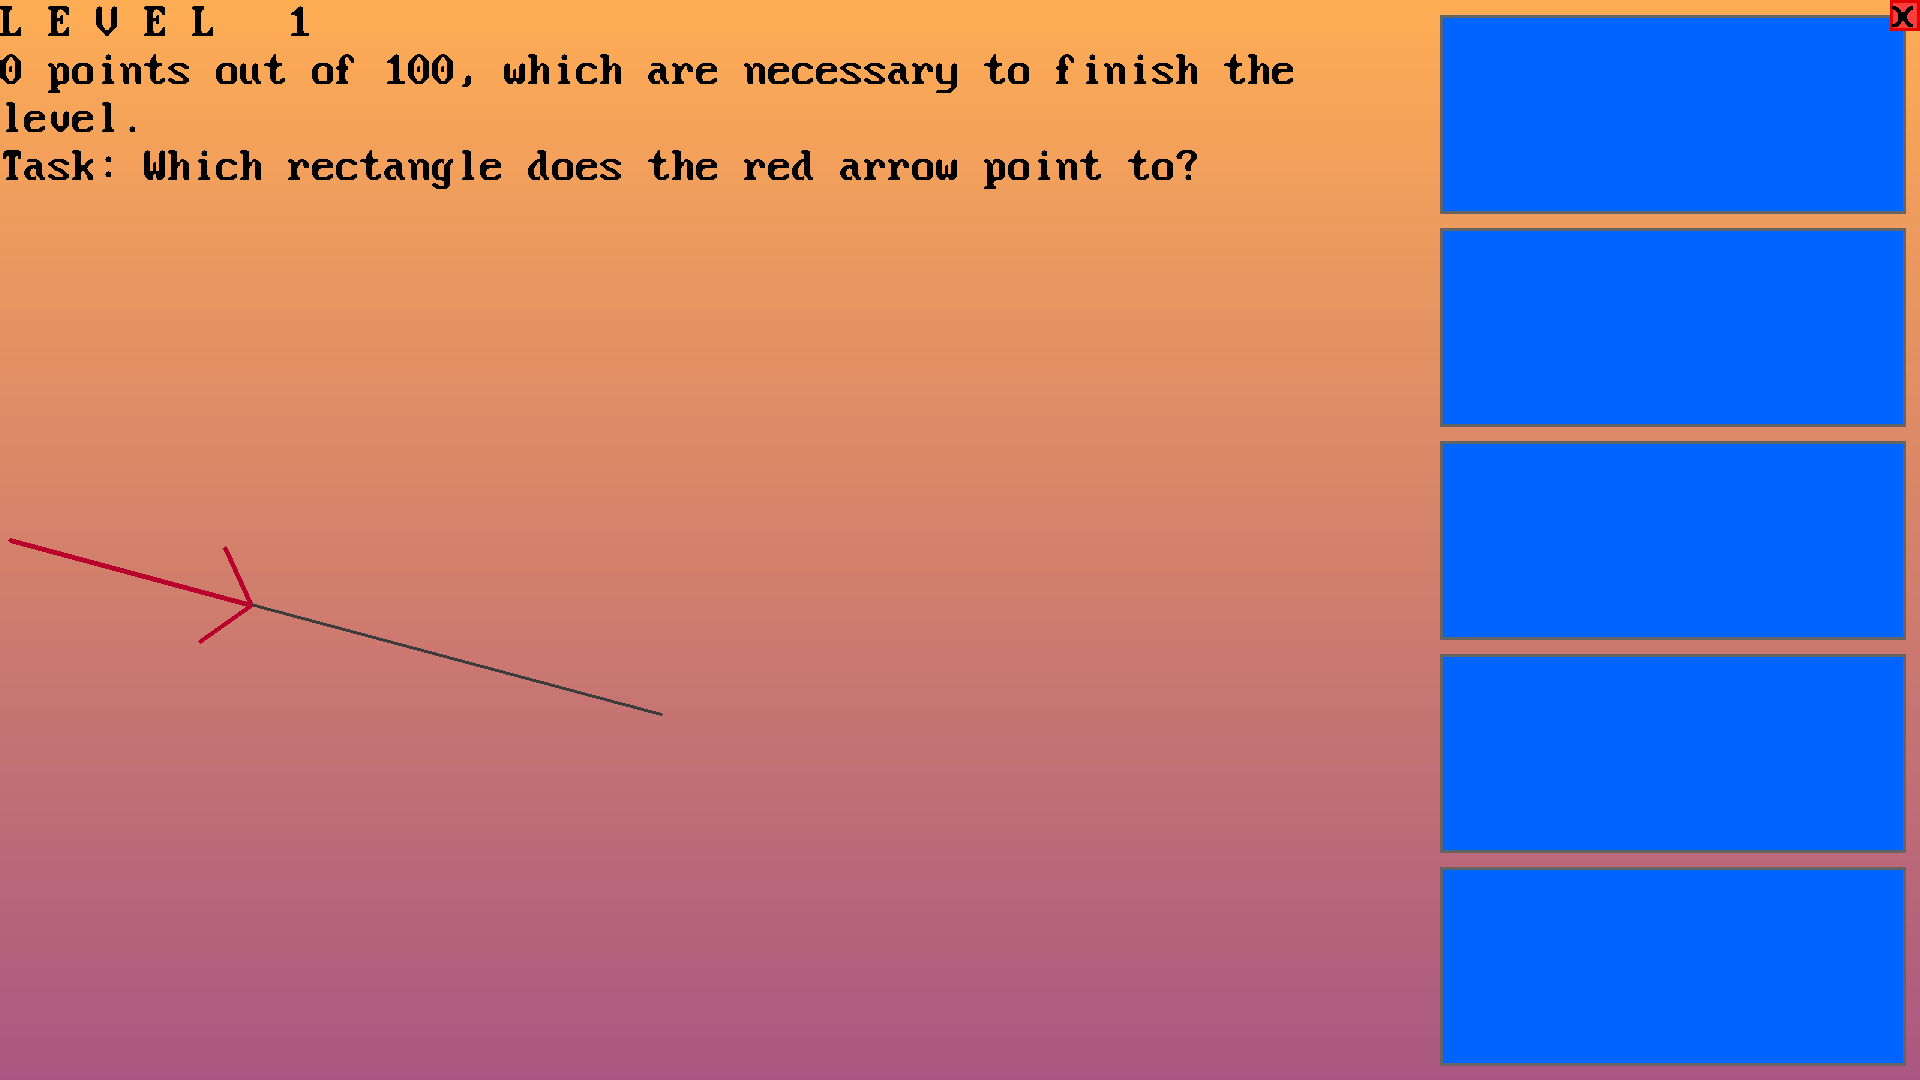 L E V E L  1
0 points out of 100, which are necessary to finish the
level.
Task: Which rectangle does the red arrow point to?
X